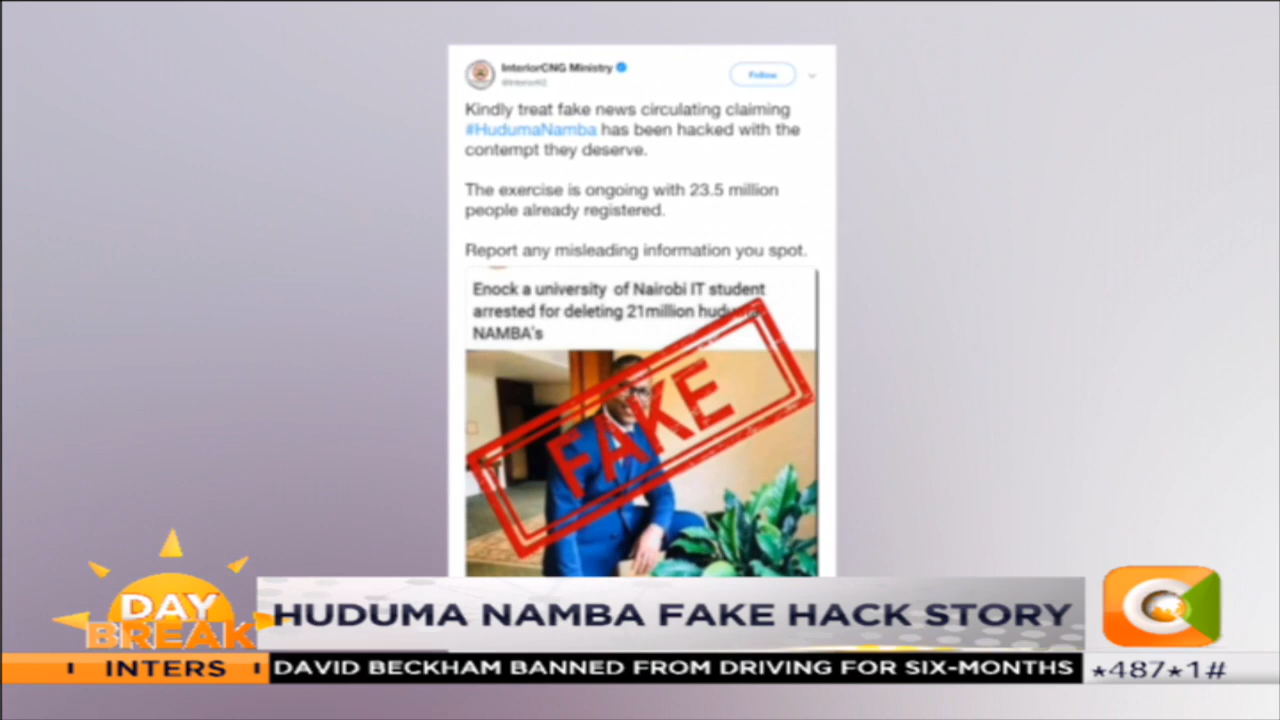 InteriorCNG Ministry
@InteriorKE
Follow
Kindly treat fake news circulating claiming
#HudumaNamba has been hacked with the
contempt they deserve.
The exercise is ongoing with 23.5 million
people already registered.
Report any misleading information you spot.
Enock a university of Nairobi IT student
arrested for deleting 21million
NAMBA's
FAKE
DAY
BREAK
HUDUMA NAMBA FAKE HACK STORY
INTERS
DAVID BECKHAM BANNED FROM DRIVING FOR SIX-MONTHS
*487*1#